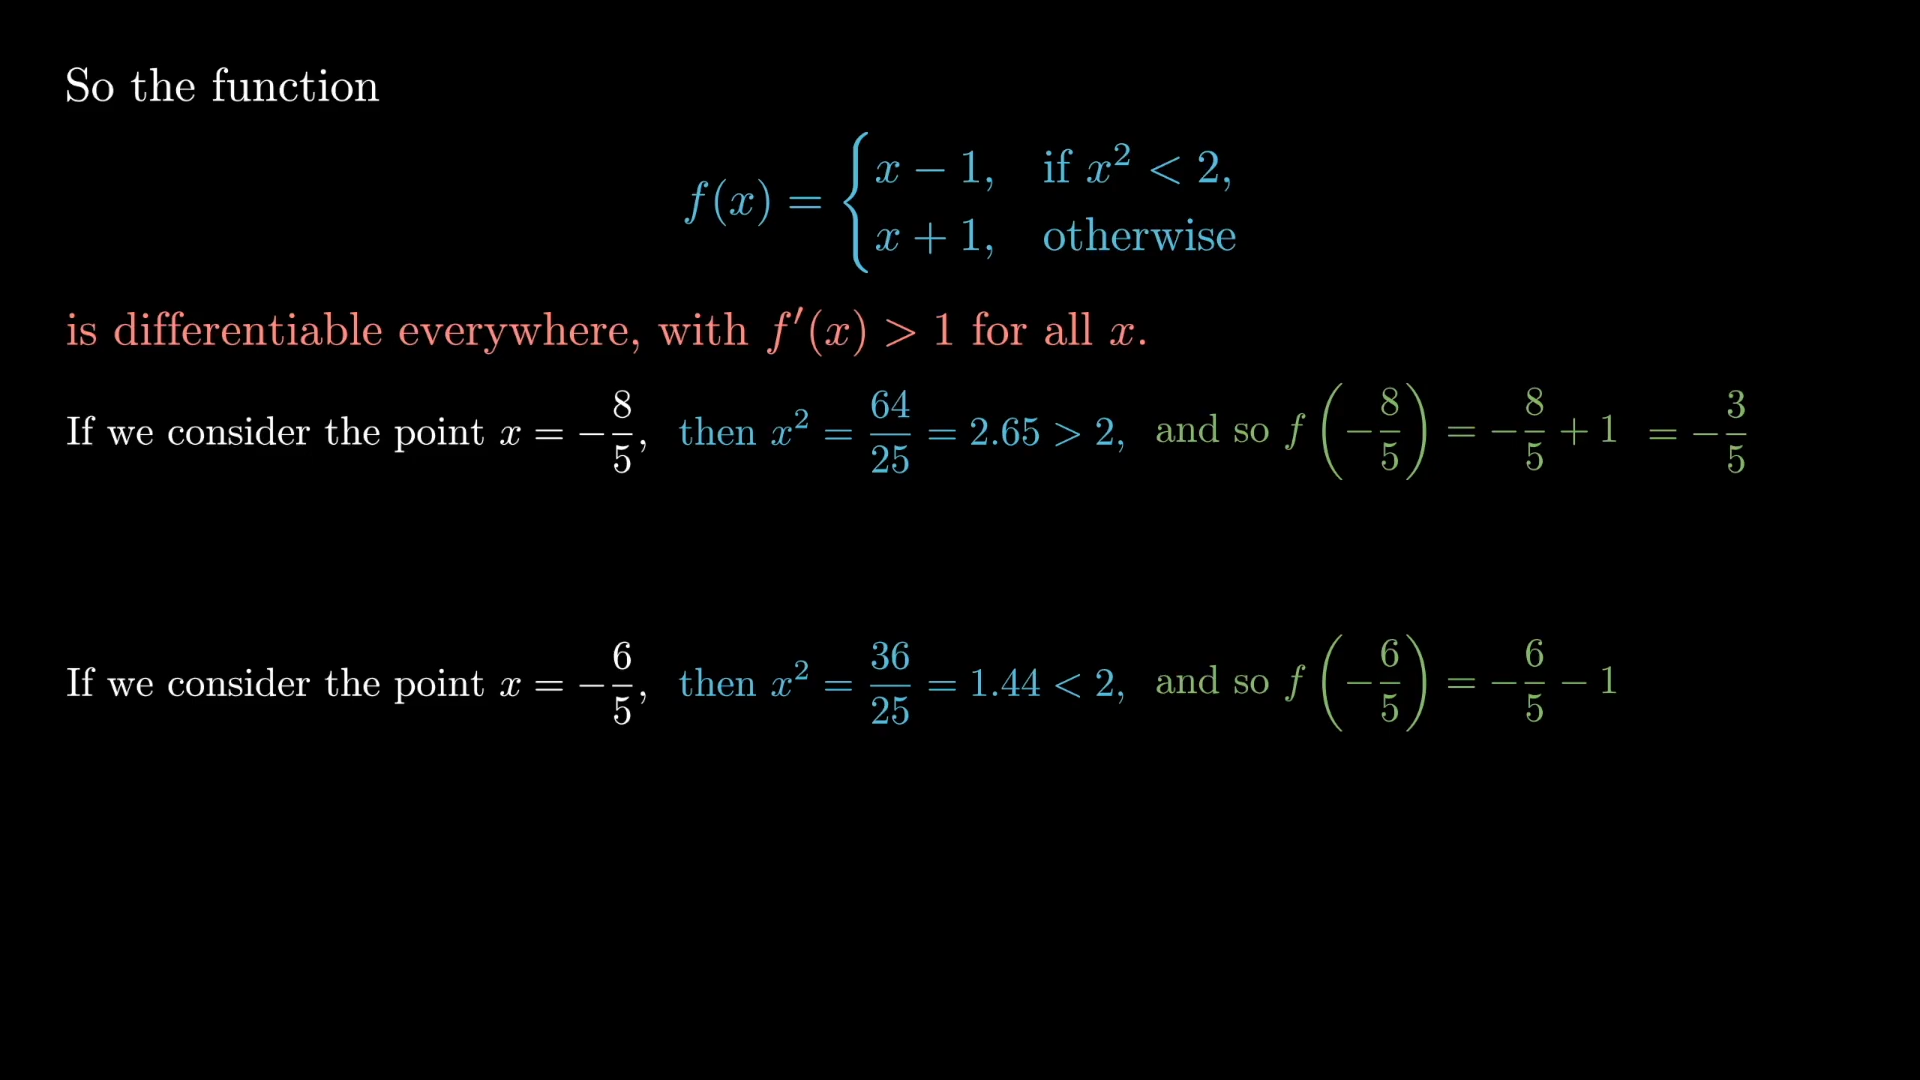 So the function
f(x) = { x − 1, if x² < 2,
x + 1, otherwise
is differentiable everywhere, with f′(x) > 1 for all x.
If we consider the point x = −8/5, then x² = 64/25 = 2.65 > 2, and so f(−8/5) = −8/5 + 1 = −3/5
If we consider the point x = −6/5, then x² = 36/25 = 1.44 < 2, and so f(−6/5) = −6/5 − 1